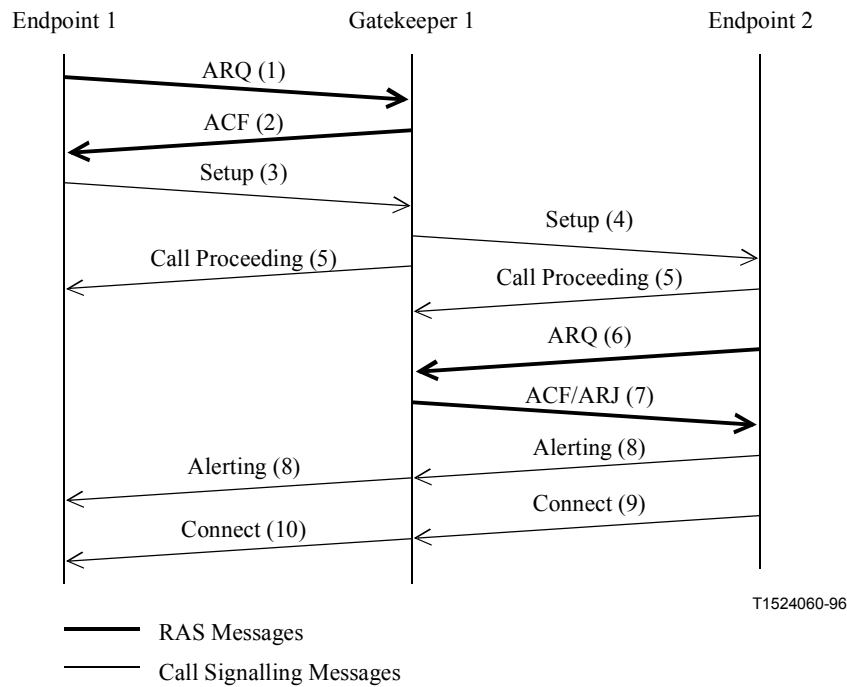 Endpoint 1 Gatekeeper 1 Endpoint 2
ARQ (1)
ACF (2)
Setup (3)
Setup (4)
Call Proceeding (5)
Call Proceeding (5)
ARQ (6)
ACF/ARJ (7)
Alerting (8)
Alerting (8)
Connect (9)
Connect (10)
T1524060-96
RAS Messages
Call Signalling Messages